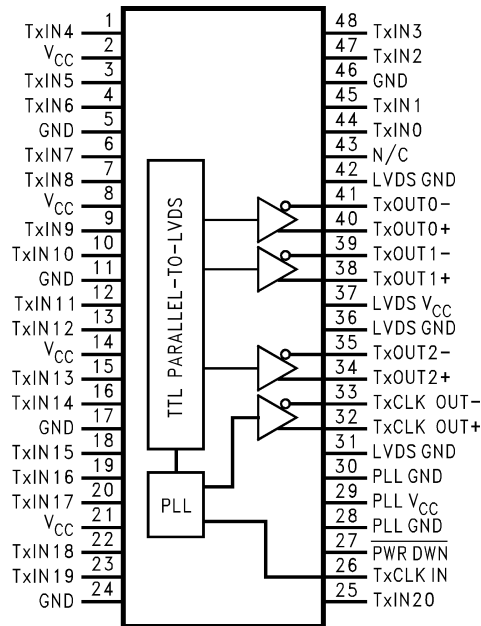 TxIN4 1
VCC 2
TxIN5 3
TxIN6 4
GND 5
TxIN7 6
TxIN8 7
VCC 8
TxIN9 9
TxIN10 10
GND 11
TxIN11 12
TxIN12 13
VCC 14
TxIN13 15
TxIN14 16
GND 17
TxIN15 18
TxIN16 19
TxIN17 20
VCC 21
TxIN18 22
TxIN19 23
GND 24
TTL PARALLEL-TO-LVDS
PLL
48 TxIN3
47 TxIN2
46 GND
45 TxIN1
44 TxIN0
43 N/C
42 LVDS GND
41 TxOUT0-
40 TxOUT0+
39 TxOUT1-
38 TxOUT1+
37 LVDS VCC
36 LVDS GND
35 TxOUT2-
34 TxOUT2+
33 TxCLK OUT-
32 TxCLK OUT+
31 LVDS GND
30 PLL GND
29 PLL VCC
28 PLL GND
27 PWR DWN
26 TxCLK IN
25 TxIN20